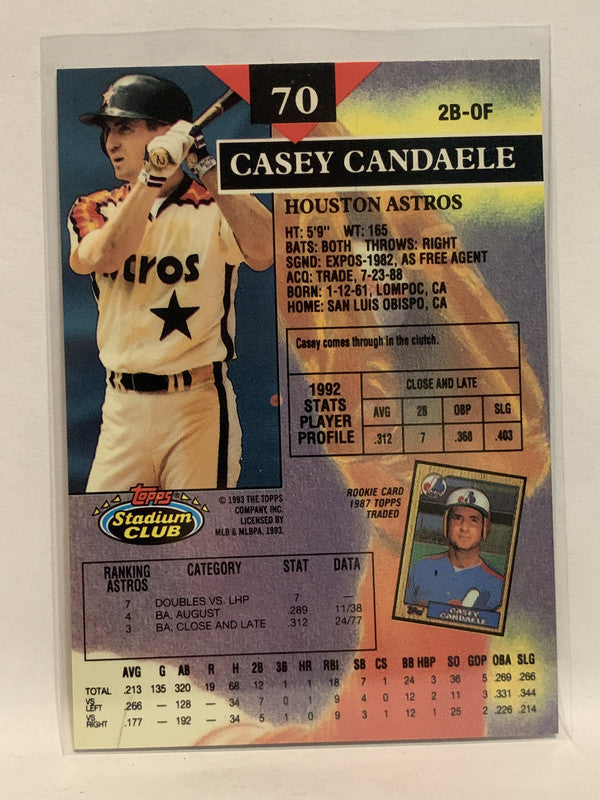 70
2B-OF
CASEY CANDAELE
HOUSTON ASTROS
HT: 5'9" WT: 165
BATS: BOTH THROWS: RIGHT
SGND: EXPOS-1982, AS FREE AGENT
ACQ: TRADE, 7-23-88
BORN: 1-12-61, LOMPOC, CA
HOME: SAN LUIS OBISPO, CA
Casey comes through in the clutch.
1992 STATS PLAYER PROFILE
CLOSE AND LATE
AVG 2B OBP SLG
.312 7 .368 .403
stros
ROOKIE CARD
1987 TOPPS
TRADED
CASEY
CANDAELE
Topps
Stadium
CLUB
© 1993 THE TOPPS
COMPANY, INC.
LICENSED BY
MLB & MLBPA, 1993.
RANKING ASTROS CATEGORY STAT DATA
7 DOUBLES VS. LHP 7 —
4 BA, AUGUST .289 11/38
3 BA, CLOSE AND LATE .312 24/77
AVG G AB R H 2B 3B HR RBI SB CS BB HBP SO GDP OBA SLG
TOTAL .213 135 320 19 68 12 1 1 18 7 1 24 3 36 5 .269 .266
VS LEFT .266 — 128 — 34 7 0 1 9 4 0 12 2 11 3 .331 .344
VS RIGHT .177 — 192 — 34 5 1 0 9 3 1 12 1 25 2 .226 .214